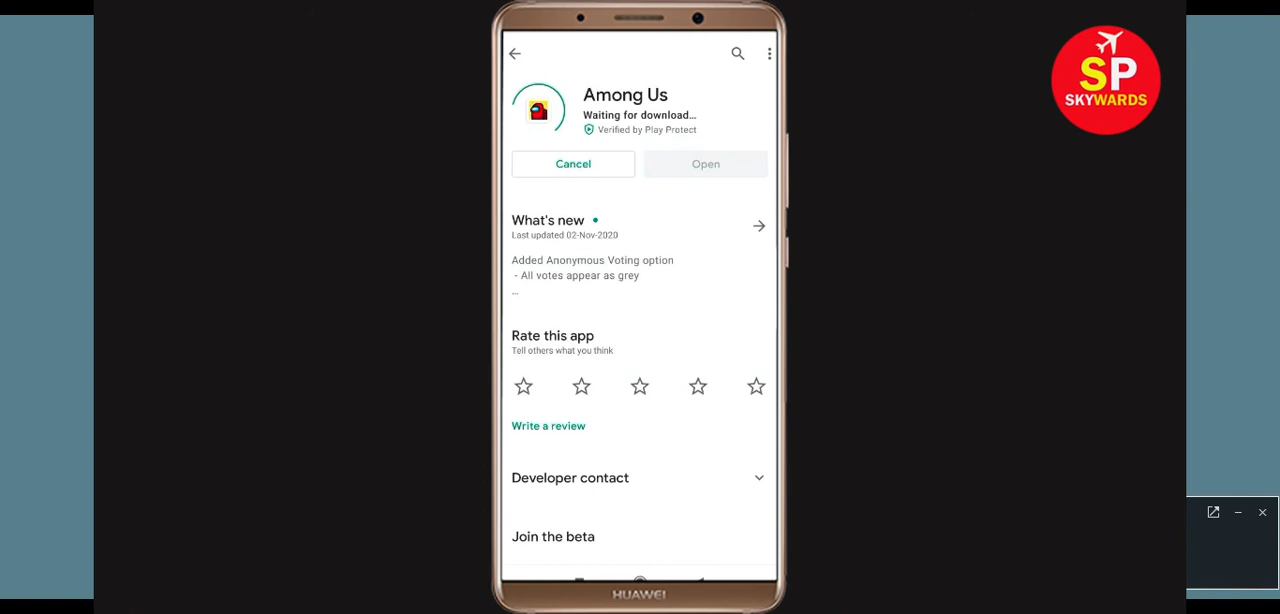 SP
SKYWARDS
Among Us
Waiting for download...
Verified by Play Protect
Cancel
Open
What's new
Last updated 02-Nov-2020
Added Anonymous Voting option
- All votes appear as grey
...
Rate this app
Tell others what you think
Write a review
Developer contact
Join the beta
HUAWEI